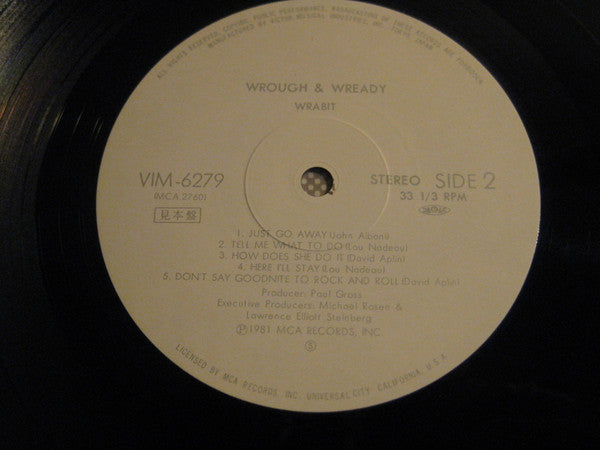 ALL RIGHTS RESERVED. COPYING, PUBLIC PERFORMANCE, BROADCASTING OF THESE RECORDS ARE FORBIDDEN
MANUFACTURED BY VICTOR MUSICAL INDUSTRIES, INC. TOKYO JAPAN
WROUGH & WREADY
WRABIT
VIM-6279
(MCA 2760)
見本盤
STEREO SIDE 2
33 1/3 RPM
1. JUST GO AWAY (John Albani)
2. TELL ME WHAT TO DO (Lou Nadeau)
3. HOW DOES SHE DO IT (David Aplin)
4. HERE I'LL STAY (Lou Nadeau)
5. DON'T SAY GOODNITE TO ROCK AND ROLL (David Aplin)
Producer: Paul Gross
Executive Producers: Michael Rosen &
Lawrence Elliott Steinberg
Ⓟ1981 MCA RECORDS, INC.
Ⓢ
LICENSED BY MCA RECORDS, INC. UNIVERSAL CITY, CALIFORNIA, U.S.A.